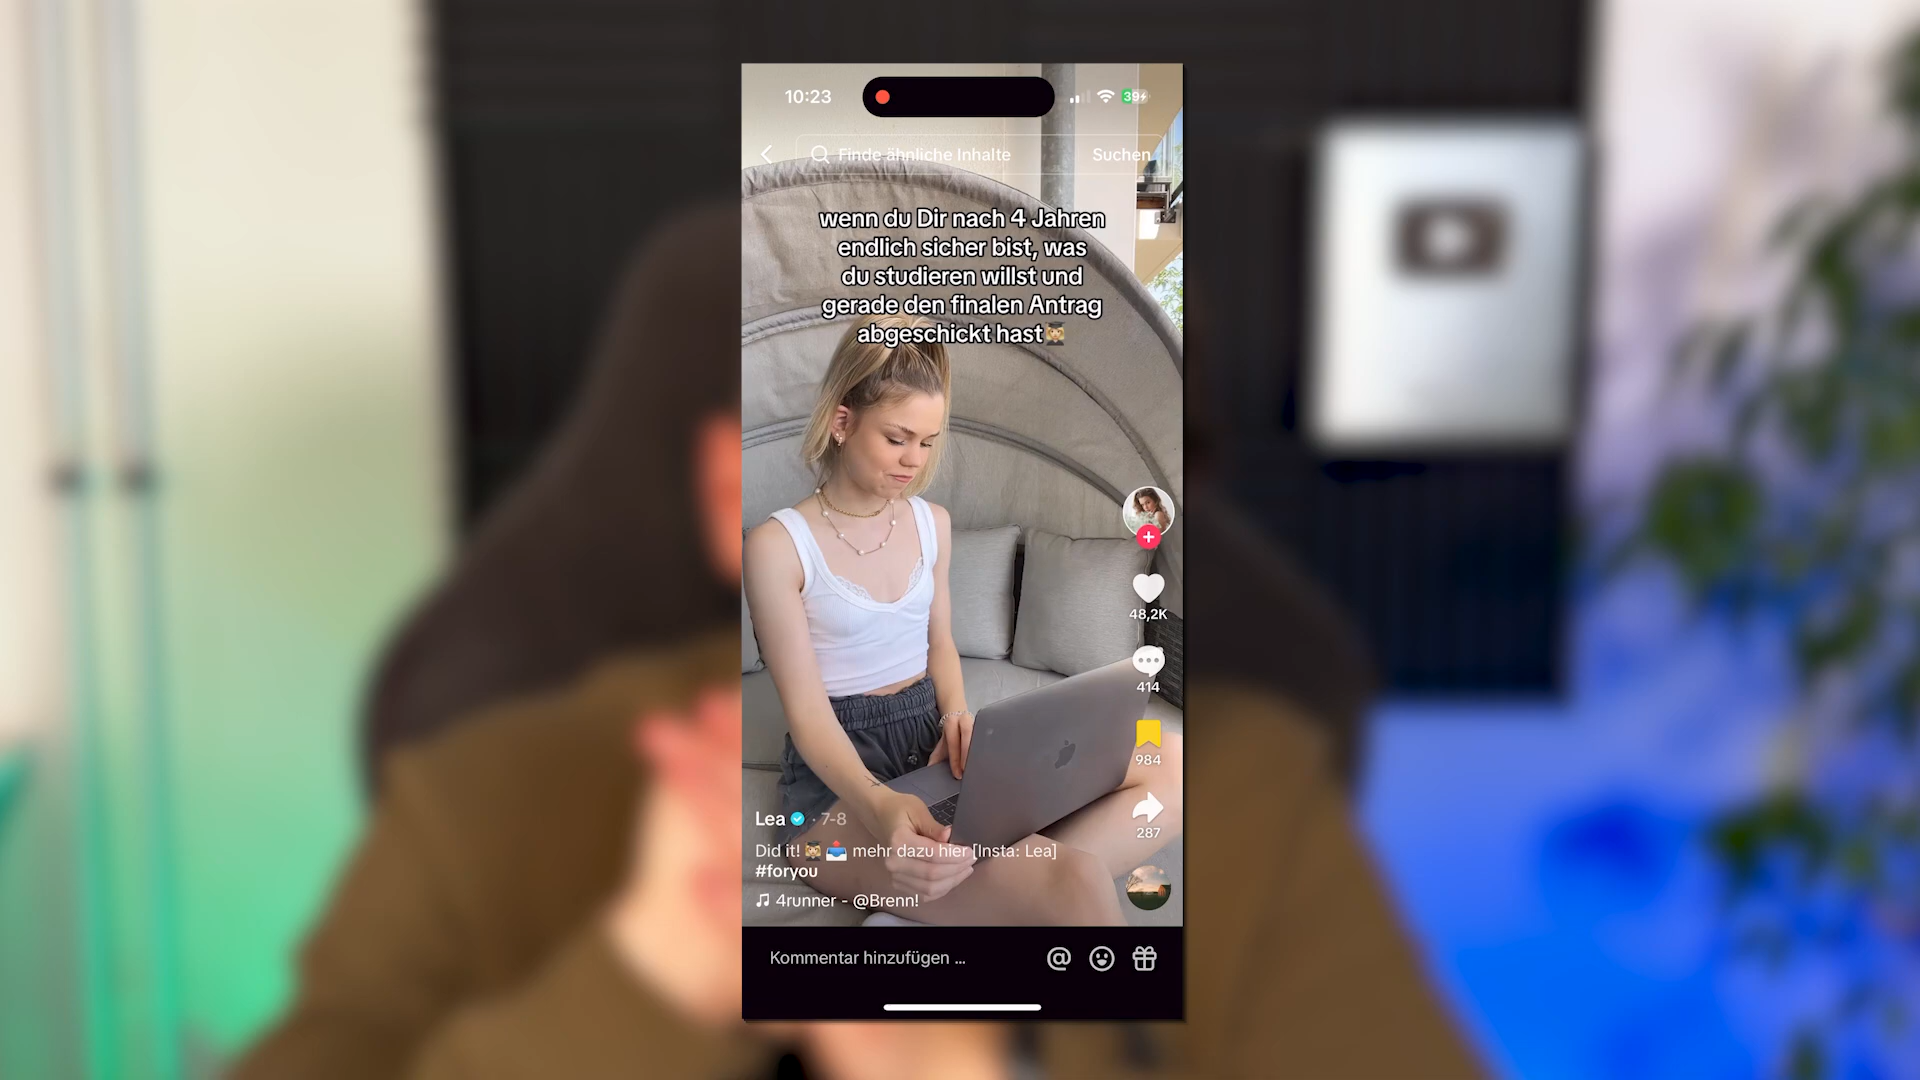 10:23
39
Finde ähnliche Inhalte Suchen
wenn du Dir nach 4 Jahren
endlich sicher bist, was
du studieren willst und
gerade den finalen Antrag
abgeschickt hast👩🏼‍🎓
48,2K
414
984
287
Lea · 7-8
Did it! 👩🏼‍🎓📤 mehr dazu hier [Insta: Lea]
#foryou
4runner - @Brenn!
Kommentar hinzufügen ...